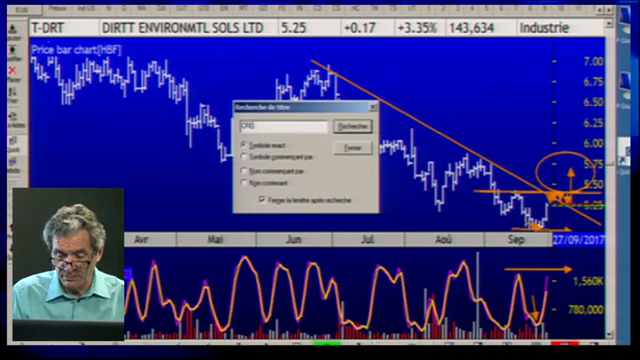 T-DRT DIRTT ENVIRONMTL SOLS LTD 5.25 +0.17 +3.35% 143,634 Industrie
Price bar chart[HBF]
7.00
6.75
6.50
6.25
6.00
5.75
5.50
5.25
Recherche de titre
Rechercher
Fermer
Symbole exact
Symbole commençant par :
Nom commençant par :
Nom contenant :
Fermer la fenêtre après recherche
Avr Mai Jun Jul Aoû Sep 27/09/2017
1,560K
780,000